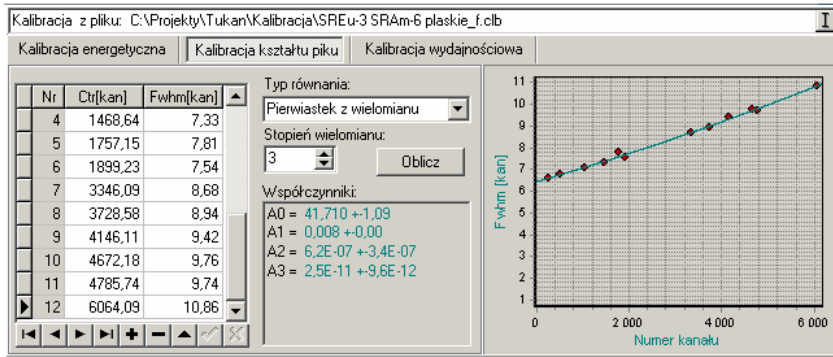 Kalibracja z pliku: C:\Projekty\Tukan\Kalibracja\SREu-3 SRAm-6 plaskie_f.clb
Kalibracja energetyczna Kalibracja kształtu piku Kalibracja wydajnościowa
Nr Ctr[kan] Fwhm[kan]
4 1468,64 7,33
5 1757,15 7,81
6 1899,23 7,54
7 3346,09 8,68
8 3728,58 8,94
9 4146,11 9,42
10 4672,18 9,76
11 4785,74 9,74
12 6064,09 10,86
Typ równania:
Pierwiastek z wielomianu
Stopień wielomianu:
3 Oblicz
Współczynniki:
A0 = 41,710 +-1,09
A1 = 0,008 +-0,00
A2 = 6,2E-07 +-3,4E-07
A3 = 2,5E-11 +-9,6E-12
Fwhm [kan]
11
10
9
8
7
6
5
4
3
2
1
0 2 000 4 000 6 000
Numer kanału